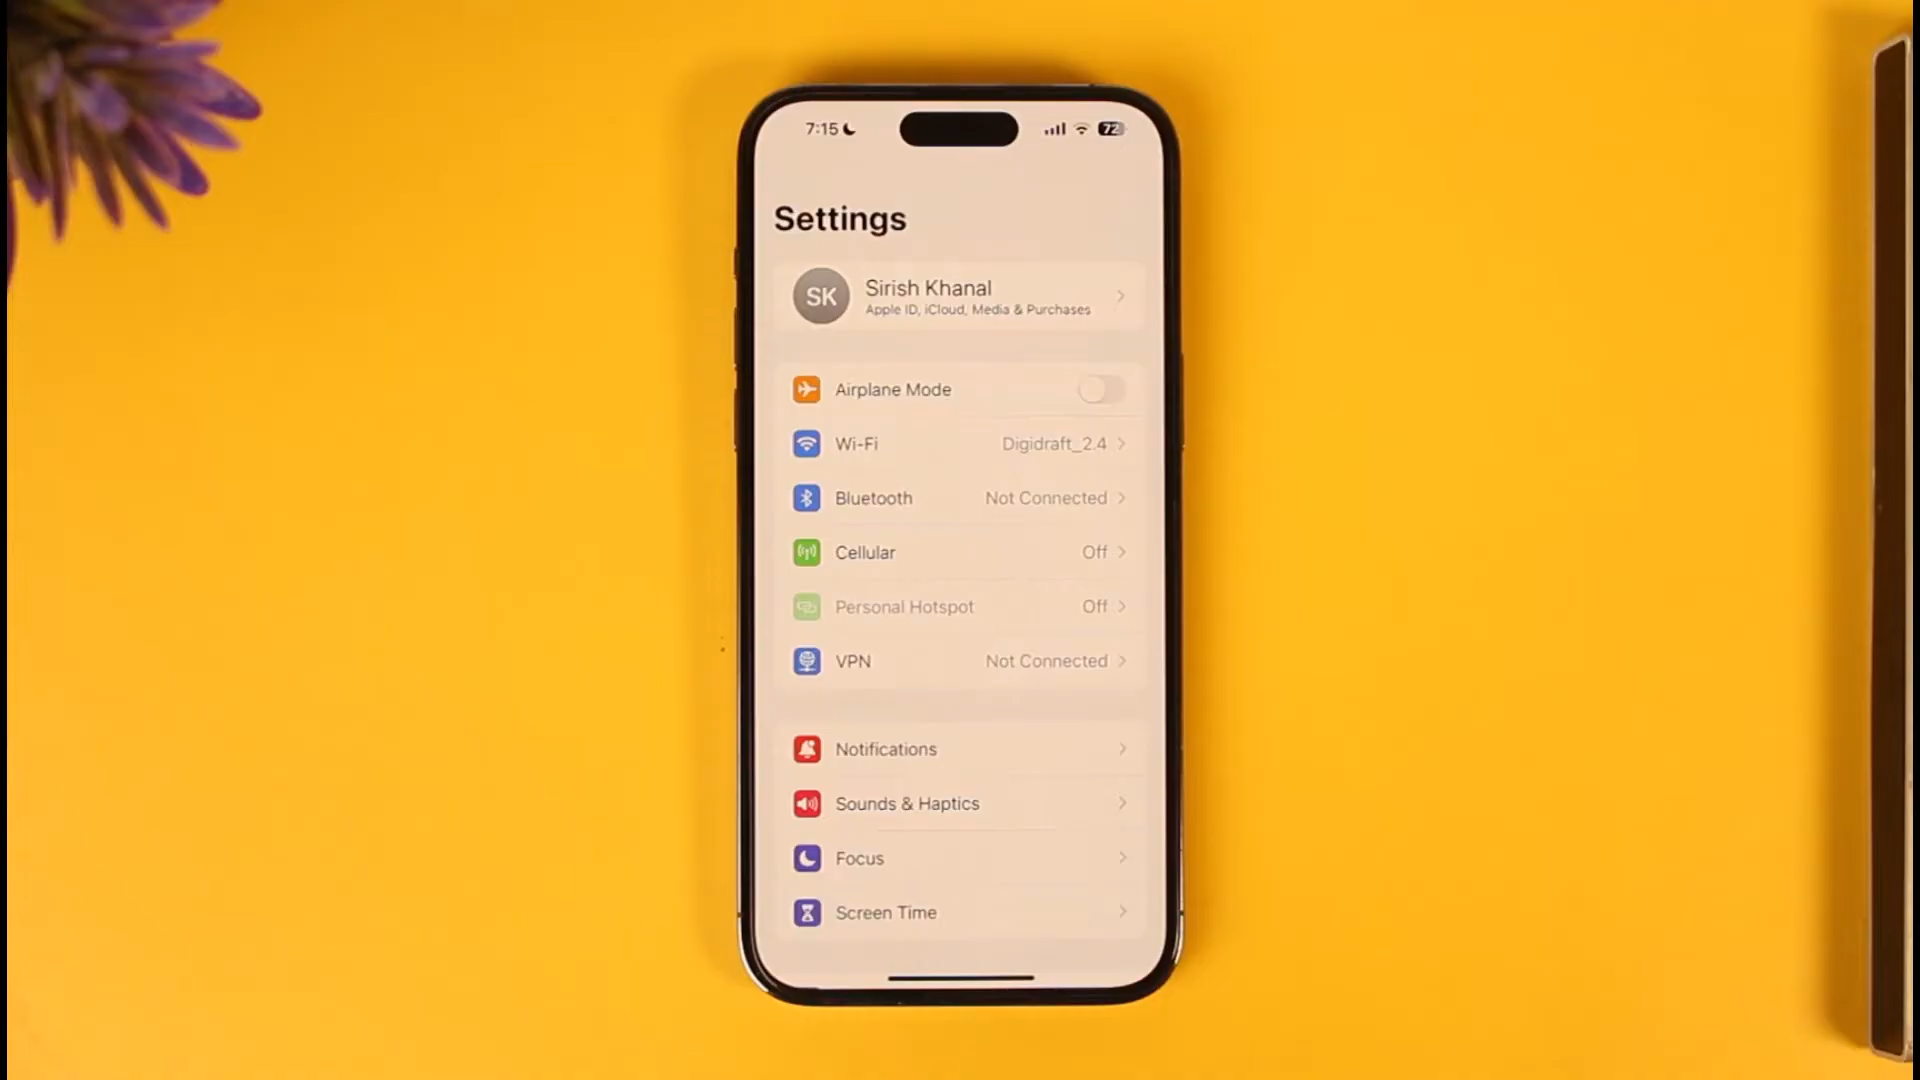 7:15
72
Settings
SK
Sirish Khanal
Apple ID, iCloud, Media & Purchases
Airplane Mode
Wi-Fi Digidraft_2.4
Bluetooth Not Connected
Cellular Off
Personal Hotspot Off
VPN Not Connected
Notifications
Sounds & Haptics
Focus
Screen Time